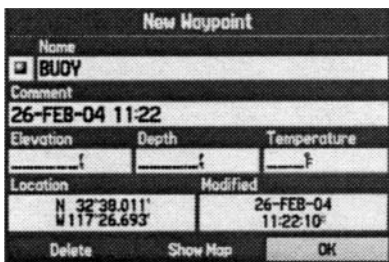 New Waypoint
Name
BUOY
Comment
26-FEB-04 11:22
Elevation Depth Temperature
Location Modified
N 32°38.011' 26-FEB-04
W117°26.693' 11:22:10
Delete Show Map OK